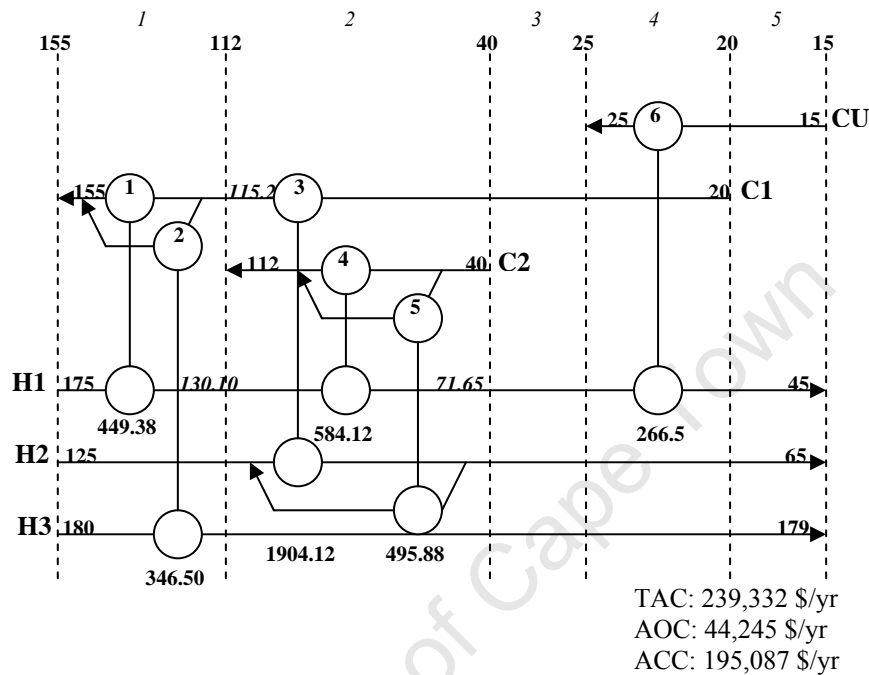 1 2 3 4 5
155 112 40 25 20 15
25 6 15 CU
155 1 115.2 3 20 C1
2
112 4 40 C2
5
H1 175 130.10 71.65 45
449.38 584.12 266.5
H2 125 65
H3 180 179
346.50 1904.12 495.88
TAC: 239,332 $/yr
AOC: 44,245 $/yr
ACC: 195,087 $/yr
of Cape Town